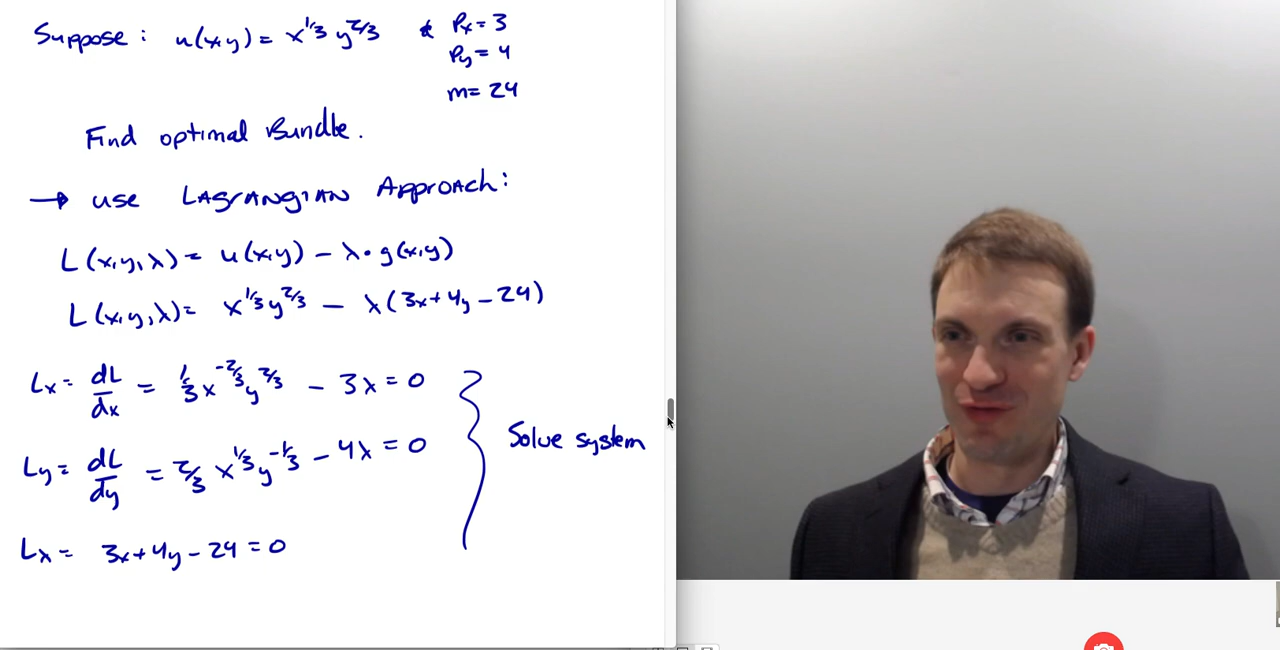 Suppose: u(x,y) = x^{1/3} y^{2/3} & Px = 3
Py = 4
m = 24
Find optimal Bundle.
→ use LAGRANGIAN Approach:
L(x,y,λ) = u(x,y) - λ·g(x,y)
L(x,y,λ) = x^{1/3} y^{2/3} - λ(3x+4y-24)
Lx = dL/dx = 1/3 x^{-2/3} y^{2/3} - 3λ = 0
Ly = dL/dy = 2/3 x^{1/3} y^{-1/3} - 4λ = 0
Solve system
Lλ = 3x+4y-24 = 0